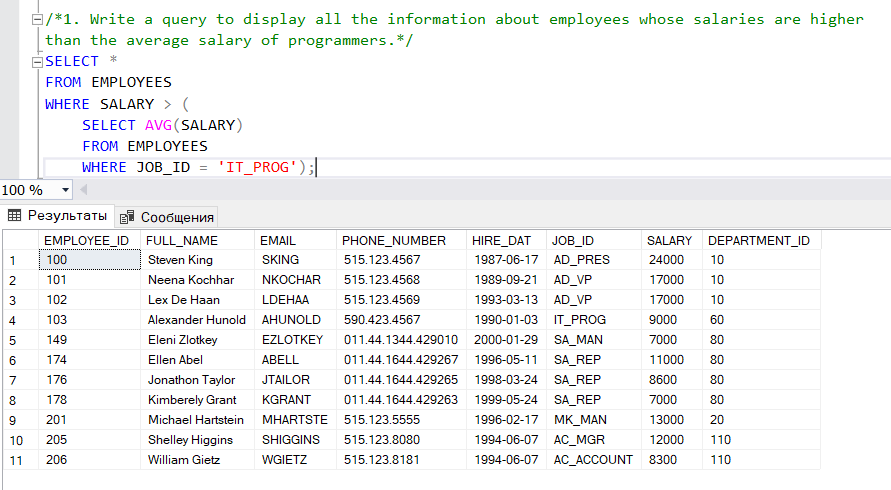 /*1. Write a query to display all the information about employees whose salaries are higher
than the average salary of programmers.*/
SELECT *
FROM EMPLOYEES
WHERE SALARY > (
SELECT AVG(SALARY)
FROM EMPLOYEES
WHERE JOB_ID = 'IT_PROG');
100 %
Результаты Сообщения
EMPLOYEE_ID FULL_NAME EMAIL PHONE_NUMBER HIRE_DAT JOB_ID SALARY DEPARTMENT_ID
1 100 Steven King SKING 515.123.4567 1987-06-17 AD_PRES 24000 10
2 101 Neena Kochhar NKOCHAR 515.123.4568 1989-09-21 AD_VP 17000 10
3 102 Lex De Haan LDEHAA 515.123.4569 1993-03-13 AD_VP 17000 10
4 103 Alexander Hunold AHUNOLD 590.423.4567 1990-01-03 IT_PROG 9000 60
5 149 Eleni Zlotkey EZLOTKEY 011.44.1344.429010 2000-01-29 SA_MAN 7000 80
6 174 Ellen Abel ABELL 011.44.1644.429267 1996-05-11 SA_REP 11000 80
7 176 Jonathon Taylor JTAILOR 011.44.1644.429265 1998-03-24 SA_REP 8600 80
8 178 Kimberely Grant KGRANT 011.44.1644.429263 1999-05-24 SA_REP 7000 80
9 201 Michael Hartstein MHARTSTE 515.123.5555 1996-02-17 MK_MAN 13000 20
10 205 Shelley Higgins SHIGGINS 515.123.8080 1994-06-07 AC_MGR 12000 110
11 206 William Gietz WGIETZ 515.123.8181 1994-06-07 AC_ACCOUNT 8300 110